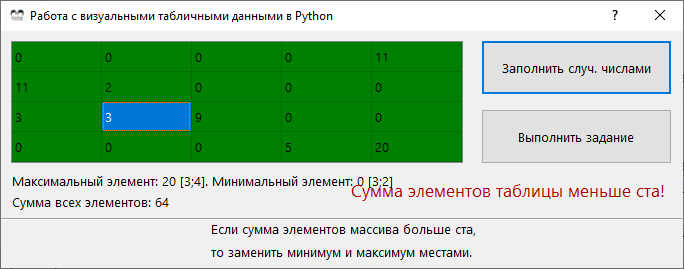 Работа с визуальными табличными данными в Python
0 0 0 0 11
11 2 0 0 0
3 3 9 0 0
0 0 0 5 20
Заполнить случ. числами
Выполнить задание
Максимальный элемент: 20 [3;4]. Минимальный элемент: 0 [3;2]
Сумма элементов таблицы меньше ста!
Сумма всех элементов: 64
Если сумма элементов массива больше ста,
то заменить минимум и максимум местами.